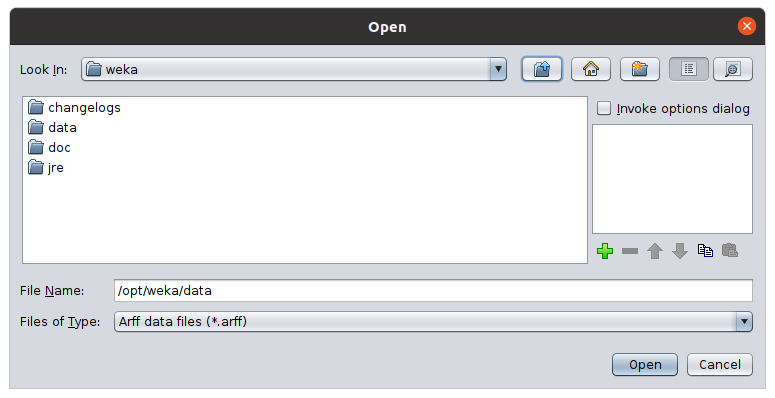 Open
Look In: weka
changelogs
data
doc
jre
Invoke options dialog
File Name: /opt/weka/data
Files of Type: Arff data files (*.arff)
Open Cancel